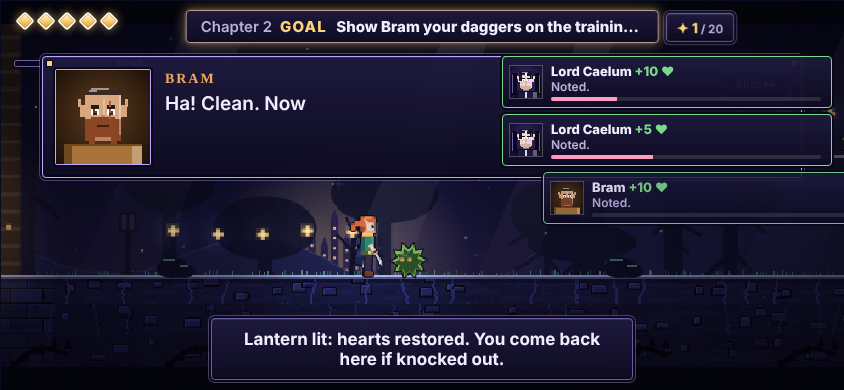 Chapter 2 GOAL Show Bram your daggers on the trainin...
1 / 20
BRAM
Ha! Clean. Now
Lord Caelum +10
Noted.
Lord Caelum +5
Noted.
Bram +10
Noted.
Lantern lit: hearts restored. You come back
here if knocked out.